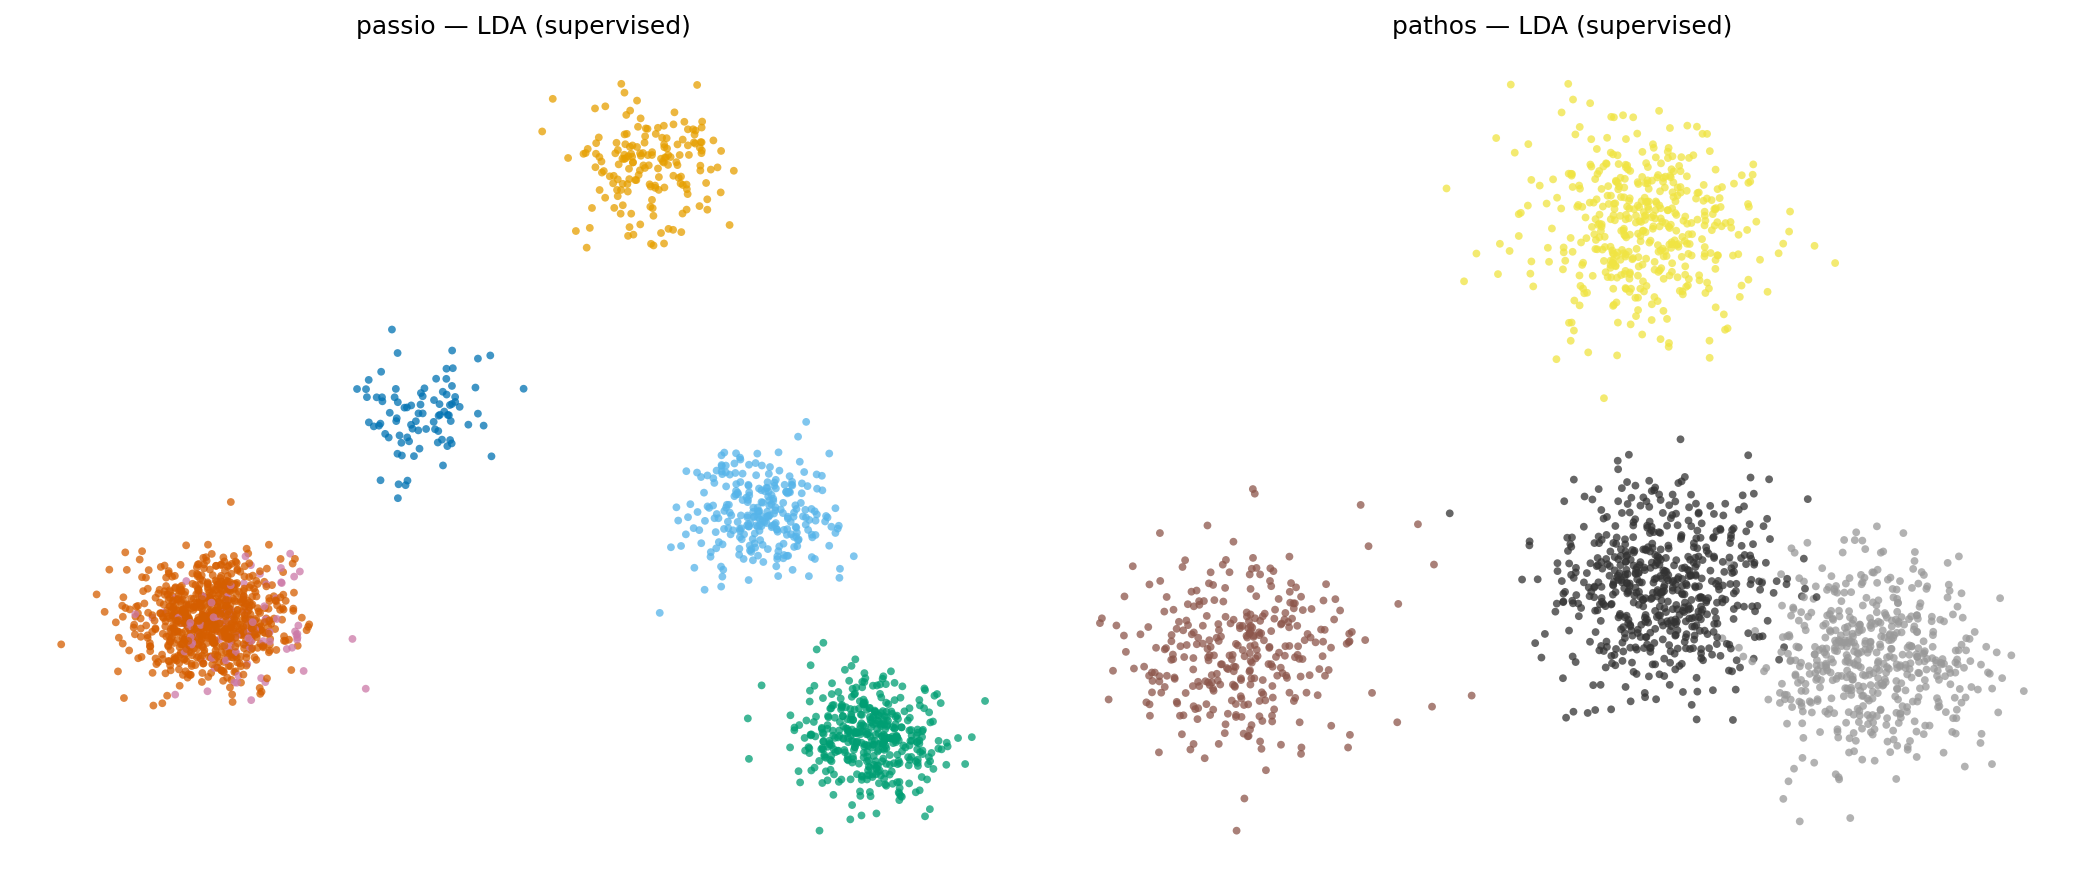 passio — LDA (supervised)
pathos — LDA (supervised)